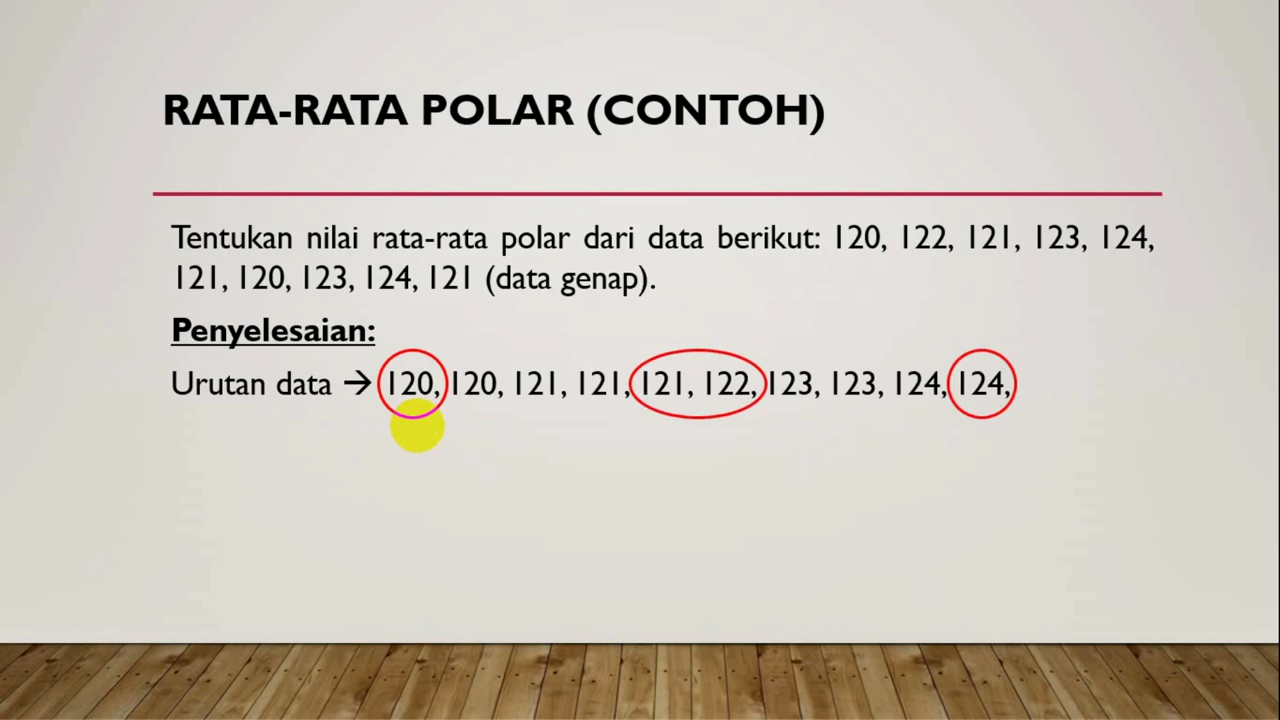 RATA-RATA POLAR (CONTOH)
Tentukan nilai rata-rata polar dari data berikut: 120, 122, 121, 123, 124,
121, 120, 123, 124, 121 (data genap).
Penyelesaian:
Urutan data → 120, 120, 121, 121, 121, 122, 123, 123, 124, 124,